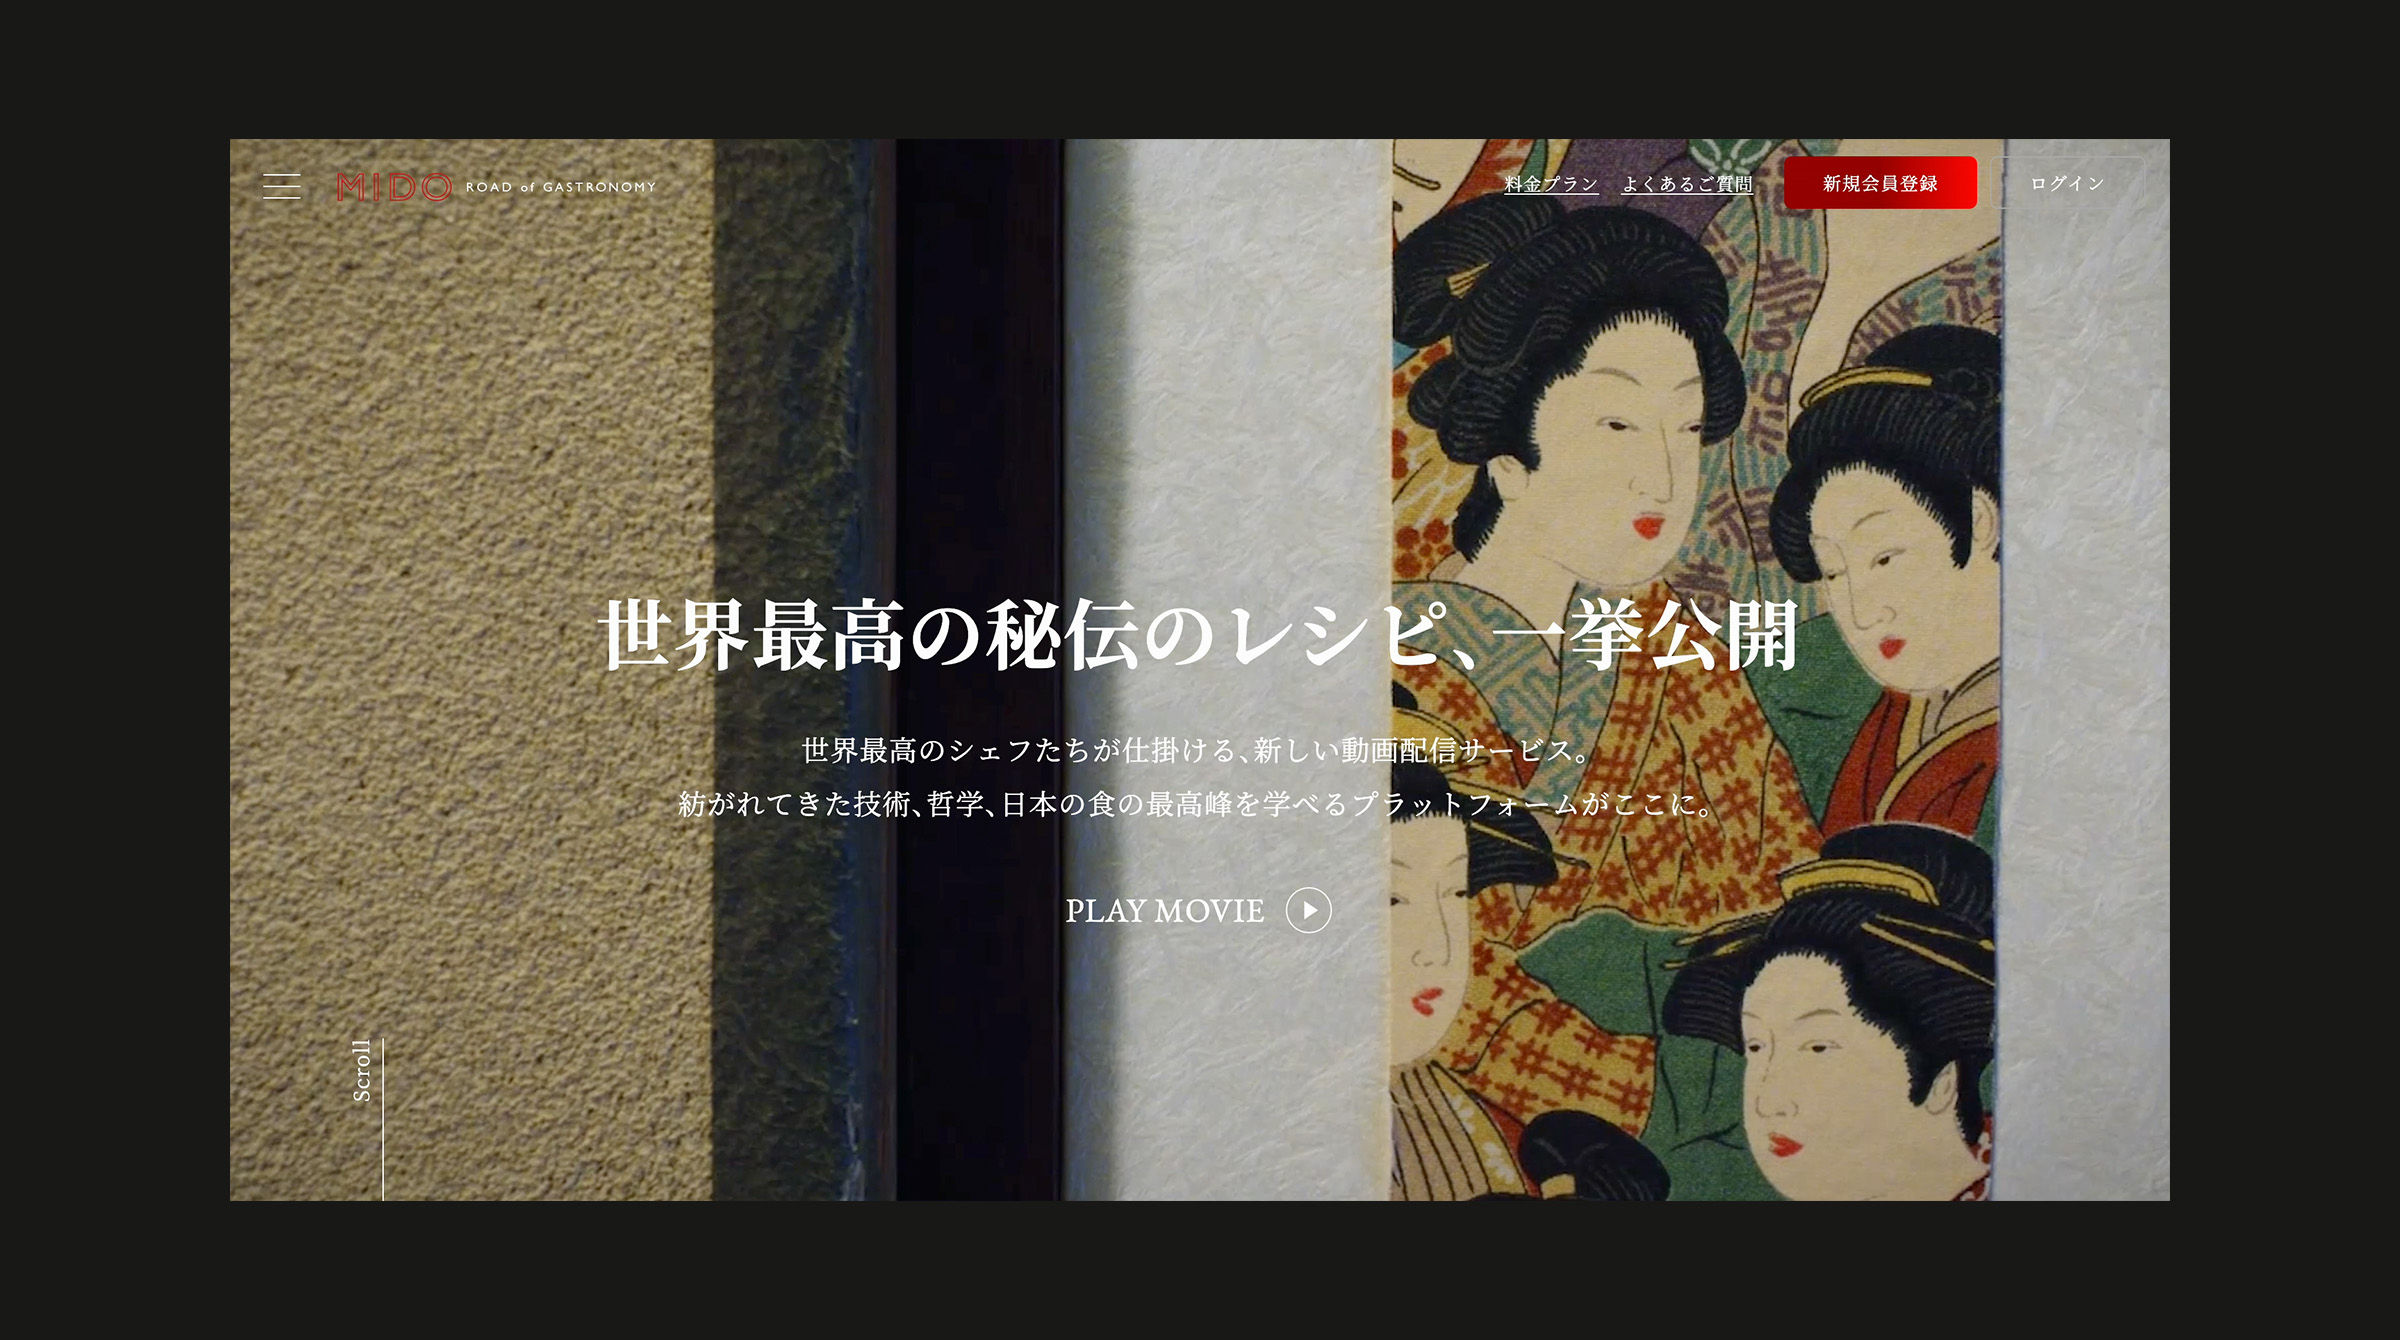 MIDO ROAD of GASTRONOMY
料金プラン
よくあるご質問
新規会員登録
ログイン
世界最高の秘伝のレシピ、一挙公開
世界最高のシェフたちが仕掛ける、新しい動画配信サービス。
紡がれてきた技術、哲学、日本の食の最高峰を学べるプラットフォームがここに。
PLAY MOVIE
Scroll